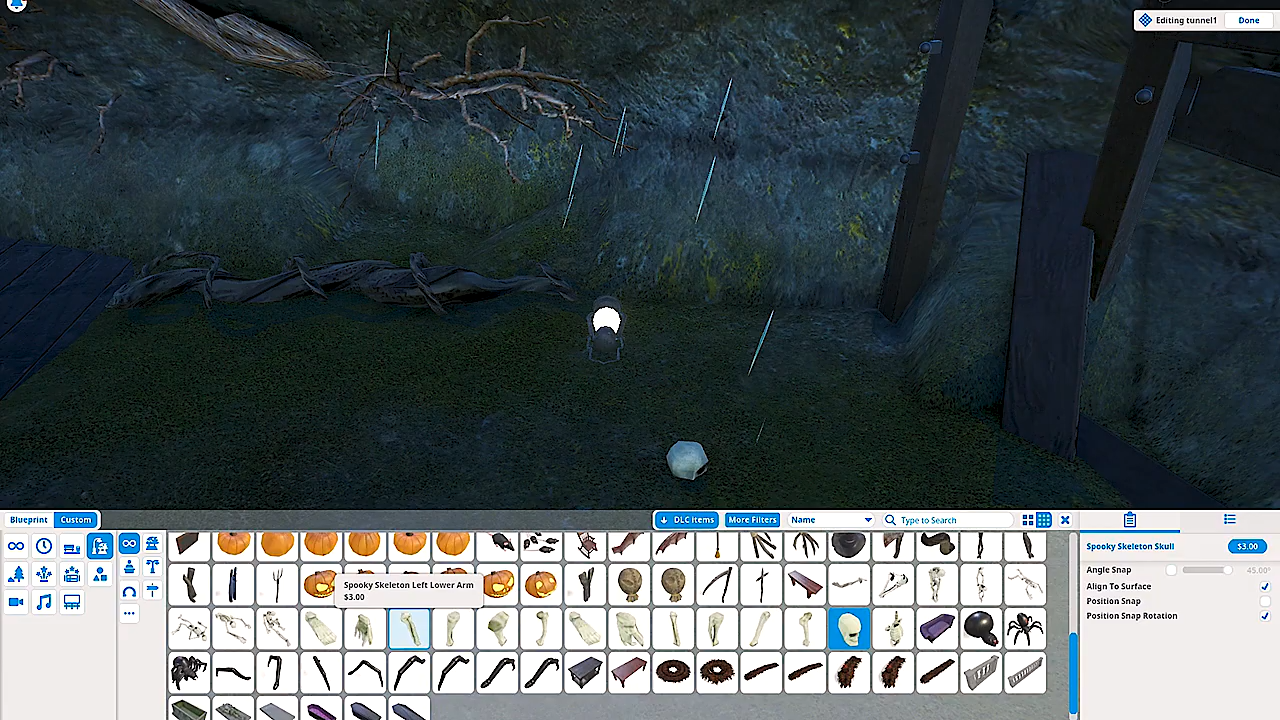 Editing tunnel1
Done
Blueprint
Custom
DLC Items
More Filters
Name
Type to Search
Spooky Skeleton Left Lower Arm
$3.00
Spooky Skeleton Skull
$3.00
Angle Snap
45.00°
Align To Surface
Position Snap
Position Snap Rotation